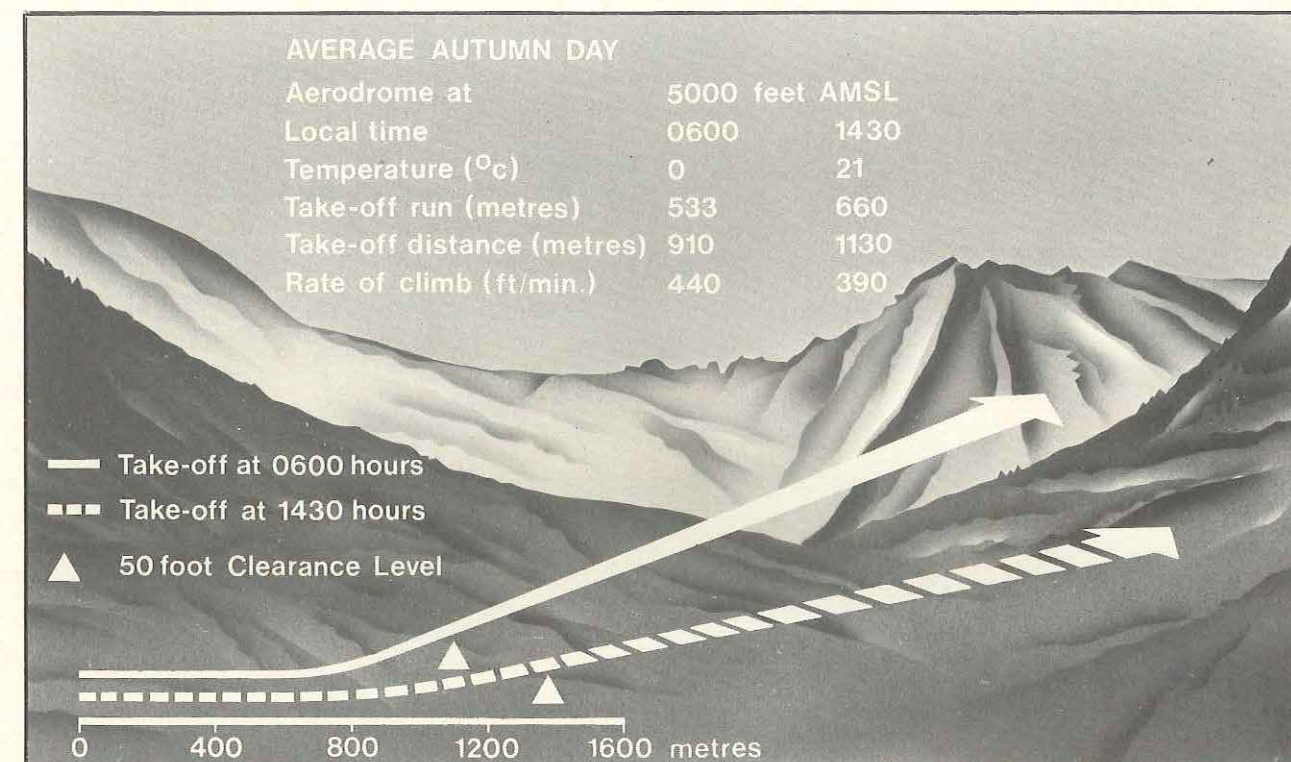 AVERAGE AUTUMN DAY
Aerodrome at 5000 feet AMSL
Local time 0600 1430
Temperature (°c) 0 21
Take-off run (metres) 533 660
Take-off distance (metres) 910 1130
Rate of climb (ft/min.) 440 390
Take-off at 0600 hours
Take-off at 1430 hours
50 foot Clearance Level
0 400 800 1200 1600 metres